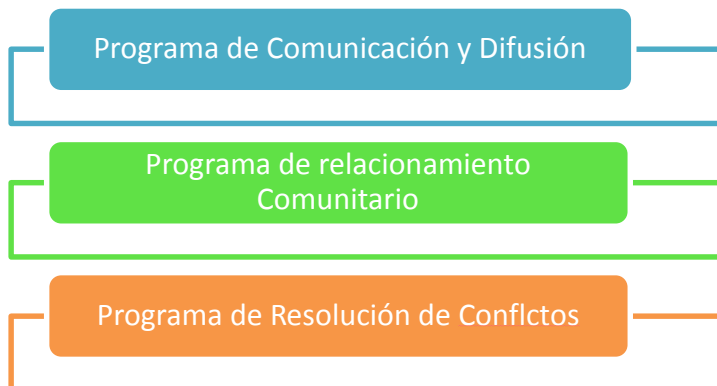 Programa de Comunicación y Difusión
Programa de relacionamiento
Comunitario
Programa de Resolución de Conflctos